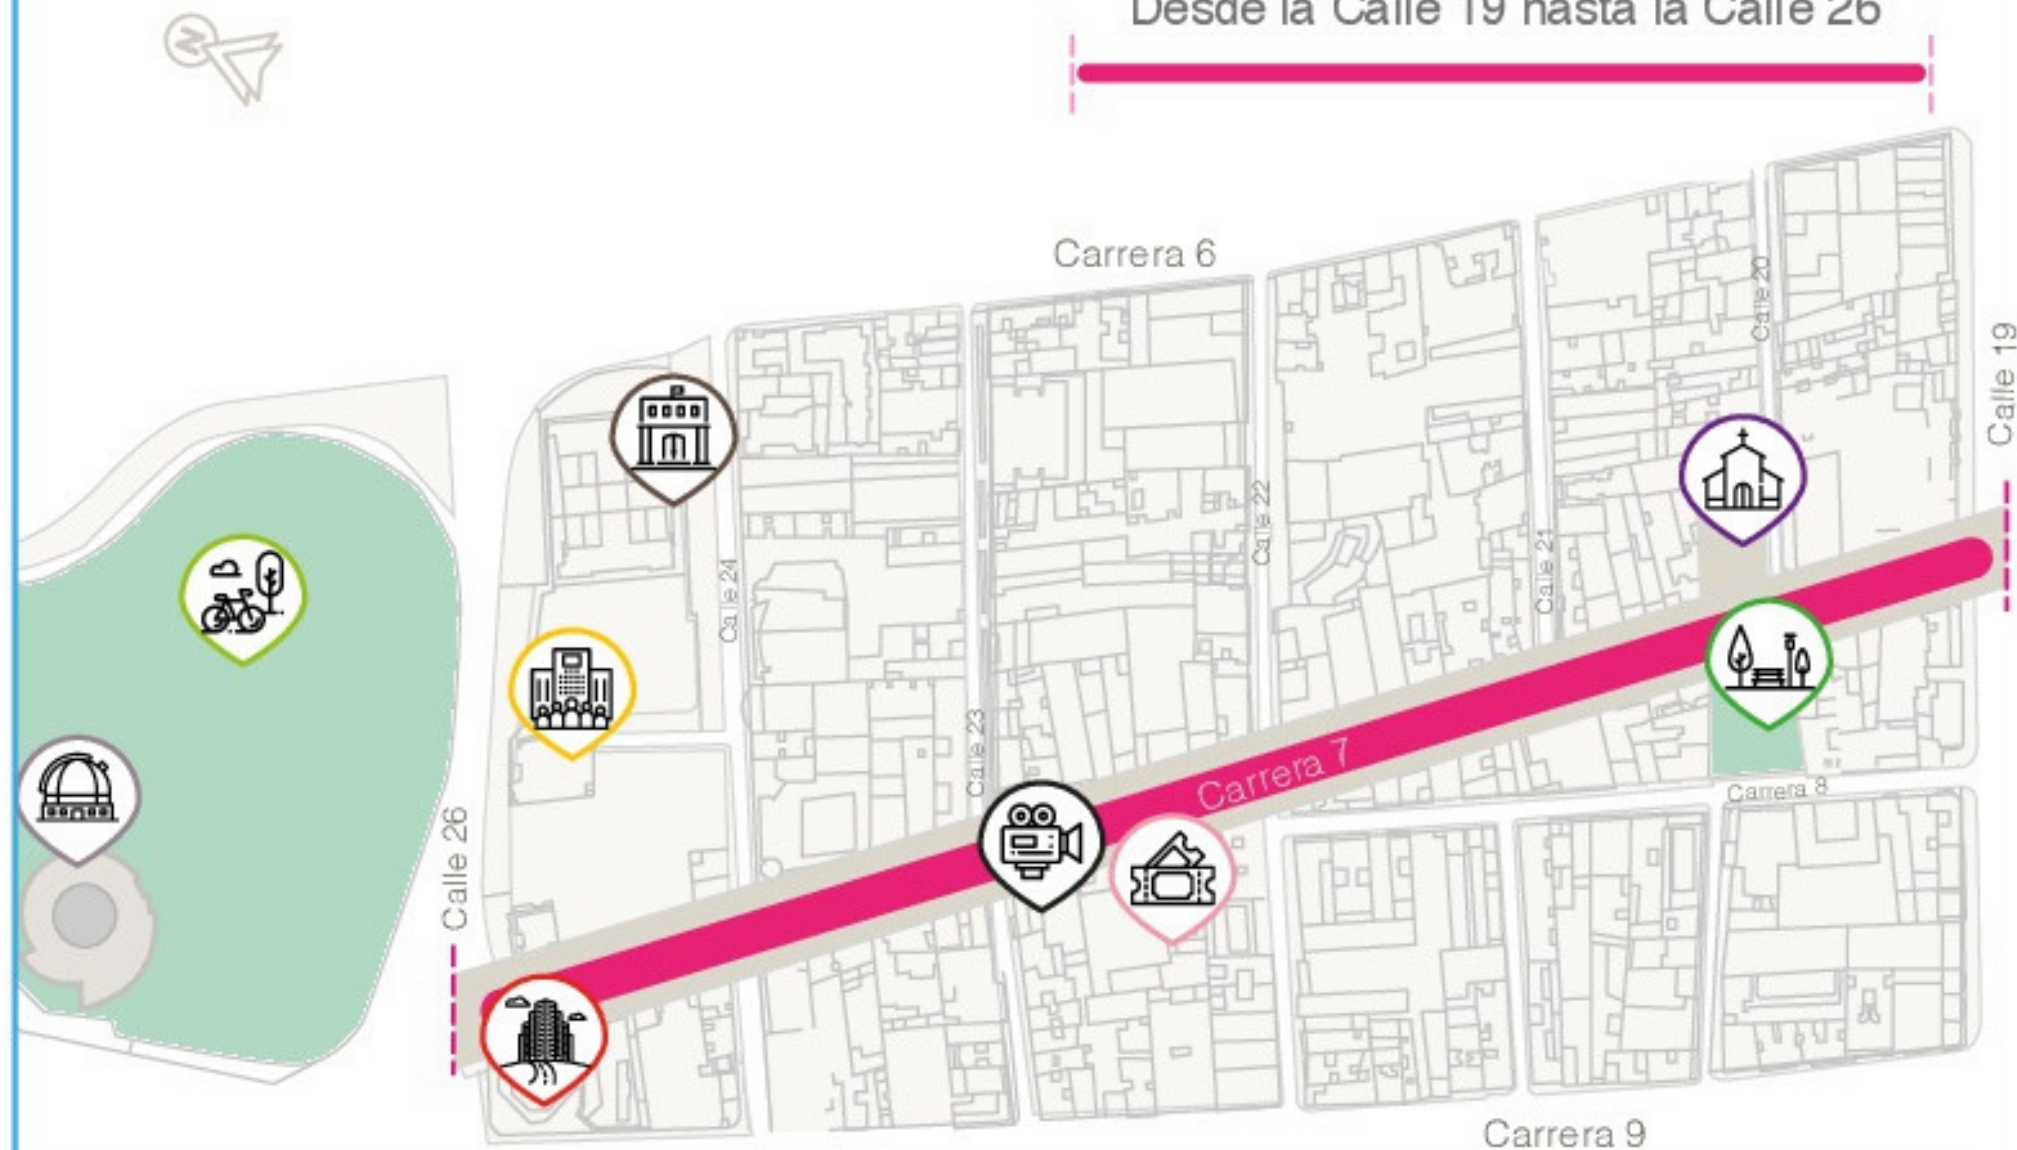 Desde la Calle 19 hasta la Calle 26
N
Carrera 6
Calle 20
Calle 19
Calle 22
Calle 21
Calle 24
Calle 23
Carrera 7
Carrera 8
Calle 26
Carrera 9